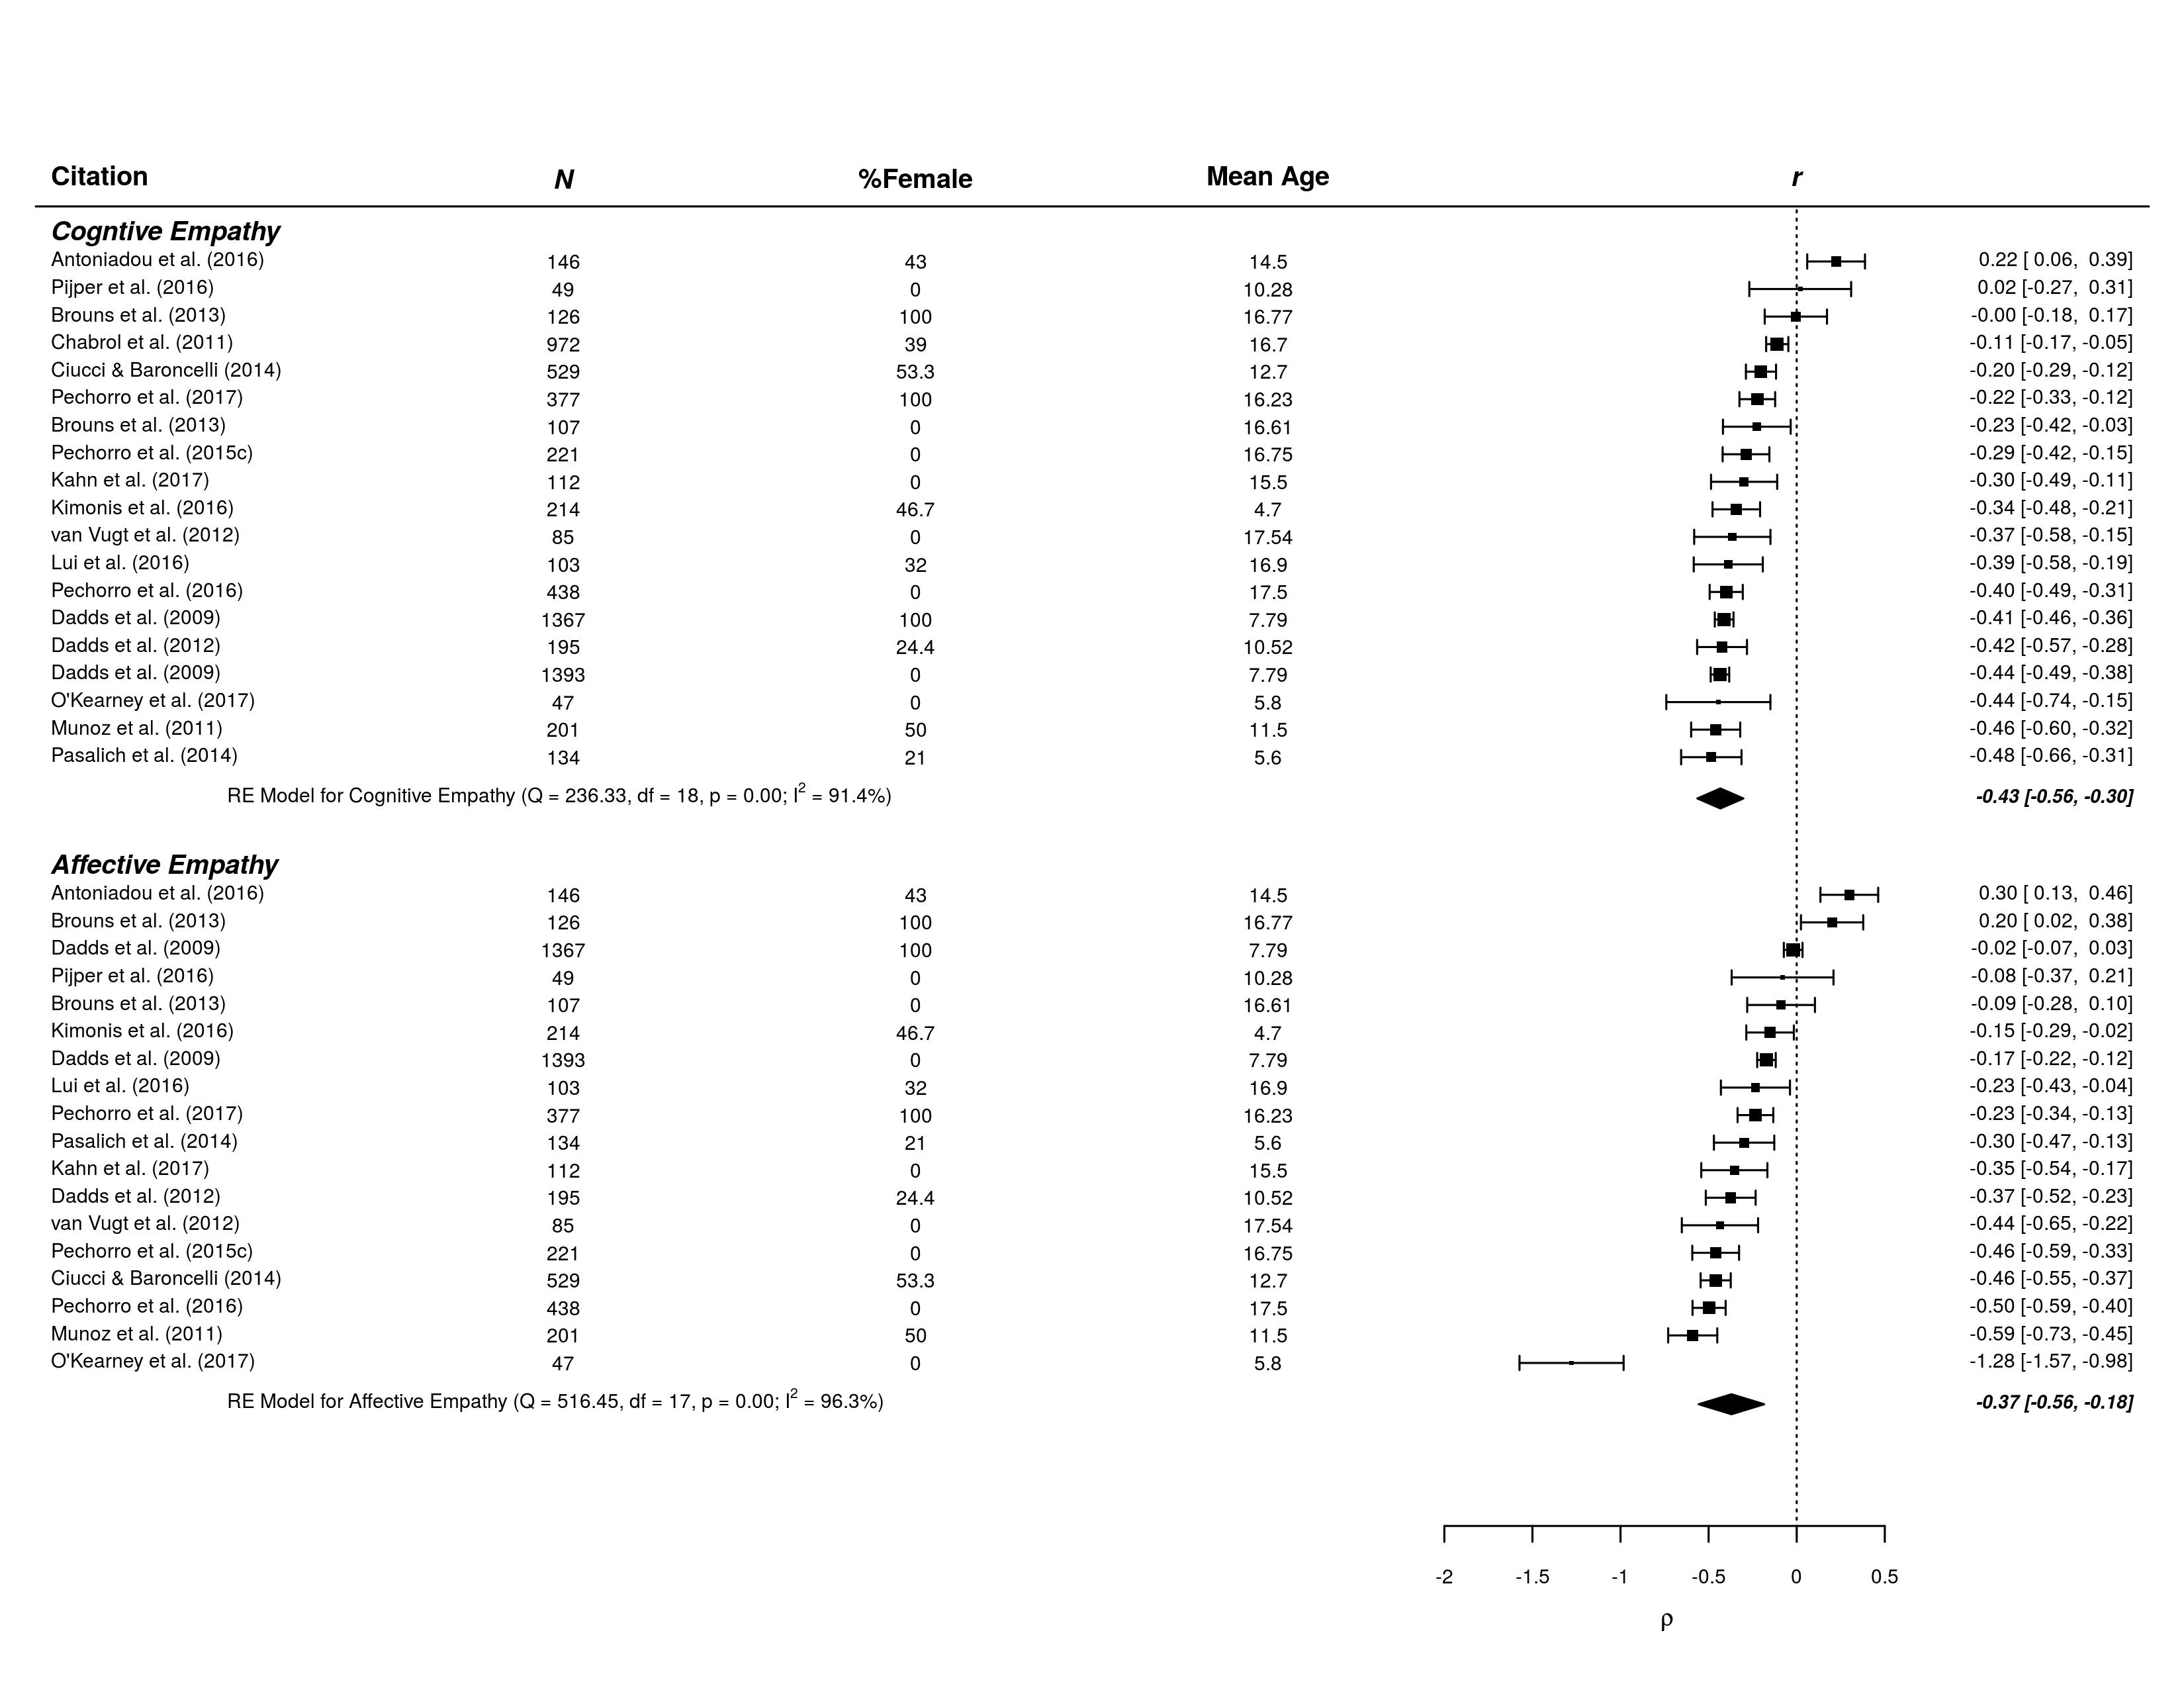 Citation N %Female Mean Age r
Cogntive Empathy
Antoniadou et al. (2016) 146 43 14.5 0.22 [ 0.06, 0.39]
Pijper et al. (2016) 49 0 10.28 0.02 [-0.27, 0.31]
Brouns et al. (2013) 126 100 16.77 -0.00 [-0.18, 0.17]
Chabrol et al. (2011) 972 39 16.7 -0.11 [-0.17, -0.05]
Ciucci & Baroncelli (2014) 529 53.3 12.7 -0.20 [-0.29, -0.12]
Pechorro et al. (2017) 377 100 16.23 -0.22 [-0.33, -0.12]
Brouns et al. (2013) 107 0 16.61 -0.23 [-0.42, -0.03]
Pechorro et al. (2015c) 221 0 16.75 -0.29 [-0.42, -0.15]
Kahn et al. (2017) 112 0 15.5 -0.30 [-0.49, -0.11]
Kimonis et al. (2016) 214 46.7 4.7 -0.34 [-0.48, -0.21]
van Vugt et al. (2012) 85 0 17.54 -0.37 [-0.58, -0.15]
Lui et al. (2016) 103 32 16.9 -0.39 [-0.58, -0.19]
Pechorro et al. (2016) 438 0 17.5 -0.40 [-0.49, -0.31]
Dadds et al. (2009) 1367 100 7.79 -0.41 [-0.46, -0.36]
Dadds et al. (2012) 195 24.4 10.52 -0.42 [-0.57, -0.28]
Dadds et al. (2009) 1393 0 7.79 -0.44 [-0.49, -0.38]
O'Kearney et al. (2017) 47 0 5.8 -0.44 [-0.74, -0.15]
Munoz et al. (2011) 201 50 11.5 -0.46 [-0.60, -0.32]
Pasalich et al. (2014) 134 21 5.6 -0.48 [-0.66, -0.31]
RE Model for Cognitive Empathy (Q = 236.33, df = 18, p = 0.00; I² = 91.4%) -0.43 [-0.56, -0.30]
Affective Empathy
Antoniadou et al. (2016) 146 43 14.5 0.30 [ 0.13, 0.46]
Brouns et al. (2013) 126 100 16.77 0.20 [ 0.02, 0.38]
Dadds et al. (2009) 1367 100 7.79 -0.02 [-0.07, 0.03]
Pijper et al. (2016) 49 0 10.28 -0.08 [-0.37, 0.21]
Brouns et al. (2013) 107 0 16.61 -0.09 [-0.28, 0.10]
Kimonis et al. (2016) 214 46.7 4.7 -0.15 [-0.29, -0.02]
Dadds et al. (2009) 1393 0 7.79 -0.17 [-0.22, -0.12]
Lui et al. (2016) 103 32 16.9 -0.23 [-0.43, -0.04]
Pechorro et al. (2017) 377 100 16.23 -0.23 [-0.34, -0.13]
Pasalich et al. (2014) 134 21 5.6 -0.30 [-0.47, -0.13]
Kahn et al. (2017) 112 0 15.5 -0.35 [-0.54, -0.17]
Dadds et al. (2012) 195 24.4 10.52 -0.37 [-0.52, -0.23]
van Vugt et al. (2012) 85 0 17.54 -0.44 [-0.65, -0.22]
Pechorro et al. (2015c) 221 0 16.75 -0.46 [-0.59, -0.33]
Ciucci & Baroncelli (2014) 529 53.3 12.7 -0.46 [-0.55, -0.37]
Pechorro et al. (2016) 438 0 17.5 -0.50 [-0.59, -0.40]
Munoz et al. (2011) 201 50 11.5 -0.59 [-0.73, -0.45]
O'Kearney et al. (2017) 47 0 5.8 -1.28 [-1.57, -0.98]
RE Model for Affective Empathy (Q = 516.45, df = 17, p = 0.00; I² = 96.3%) -0.37 [-0.56, -0.18]
-2 -1.5 -1 -0.5 0 0.5
ρ